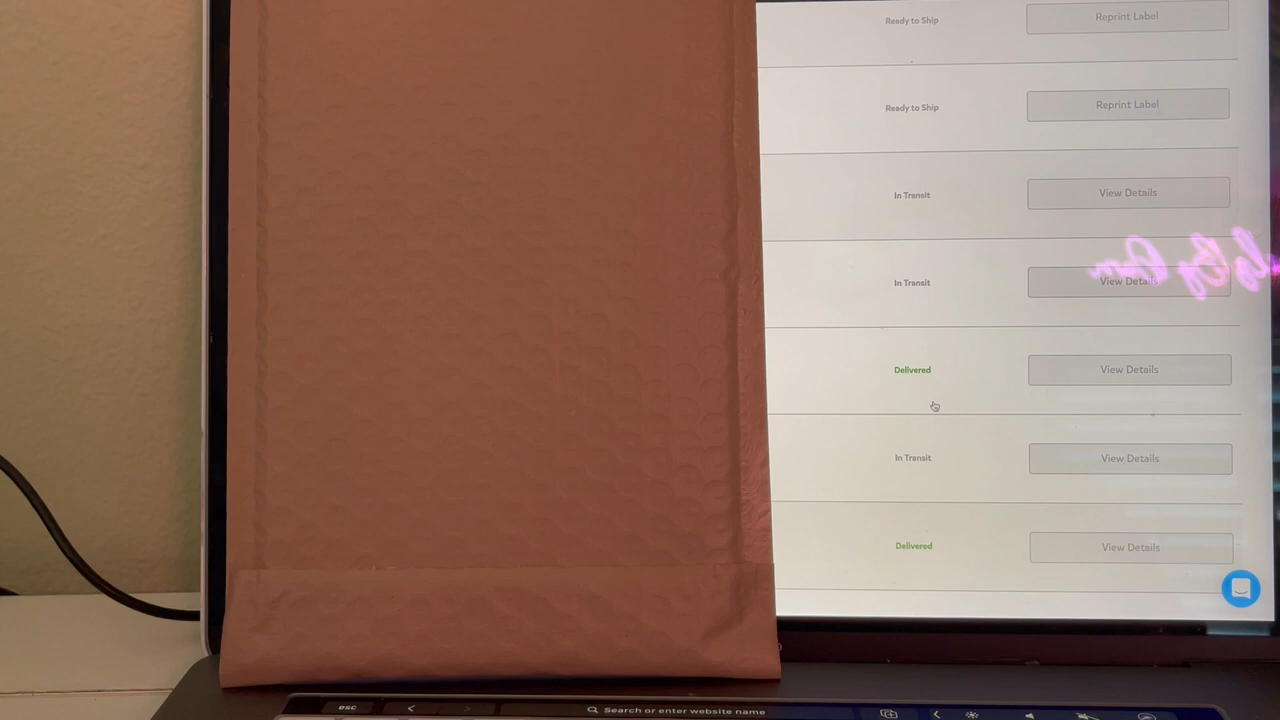 Ready to Ship Reprint Label
Ready to Ship Reprint Label
In Transit View Details
In Transit View Details
Delivered View Details
In Transit View Details
Delivered View Details
esc Search or enter website name